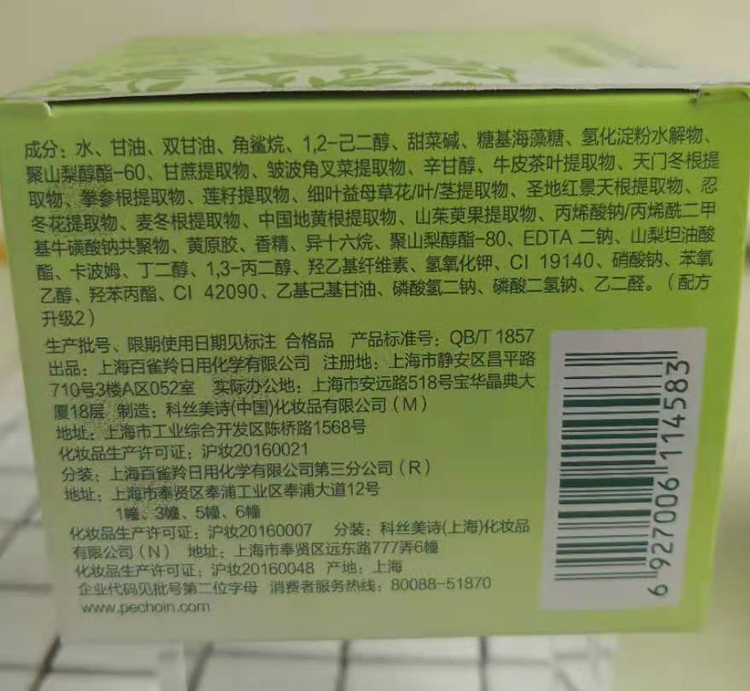 成分：水、甘油、双甘油、角鲨烷、1,2-己二醇、甜菜碱、糖基海藻糖、氢化淀粉水解物、
聚山梨醇酯-60、甘蔗提取物、皱波角叉菜提取物、辛甘醇、牛皮茶叶提取物、天门冬根提
取物、拳参根提取物、莲籽提取物、细叶益母草花/叶/茎提取物、圣地红景天根提取物、忍
冬花提取物、麦冬根提取物、中国地黄根提取物、山茱萸果提取物、丙烯酸钠/丙烯酰二甲
基牛磺酸钠共聚物、黄原胶、香精、异十六烷、聚山梨醇酯-80、EDTA 二钠、山梨坦油酸
酯、卡波姆、丁二醇、1,3-丙二醇、羟乙基纤维素、氢氧化钾、CI 19140、硝酸钠、苯氧
乙醇、羟苯丙酯、CI 42090、乙基己基甘油、磷酸氢二钠、磷酸二氢钠、乙二醛。（配方
升级2）
生产批号、限期使用日期见标注 合格品 产品标准号：QB/T 1857
出品：上海百雀羚日用化学有限公司 注册地：上海市静安区昌平路
710号3楼A区052室 实际办公地：上海市安远路518号宝华晶典大
厦18层 制造：科丝美诗(中国)化妆品有限公司（M）
地址：上海市工业综合开发区陈桥路1568号
化妆品生产许可证：沪妆20160021
分装：上海百雀羚日用化学有限公司第三分公司（R）
地址：上海市奉贤区奉浦工业区奉浦大道12号
1幢、3幢、5幢、6幢
化妆品生产许可证：沪妆20160007 分装：科丝美诗(上海)化妆品
有限公司（N） 地址：上海市奉贤区远东路777弄6幢
化妆品生产许可证：沪妆20160048 产地：上海
企业代码见批号第二位字母 消费者服务热线：80088-51870
www.pechoin.com
6 927006 114583